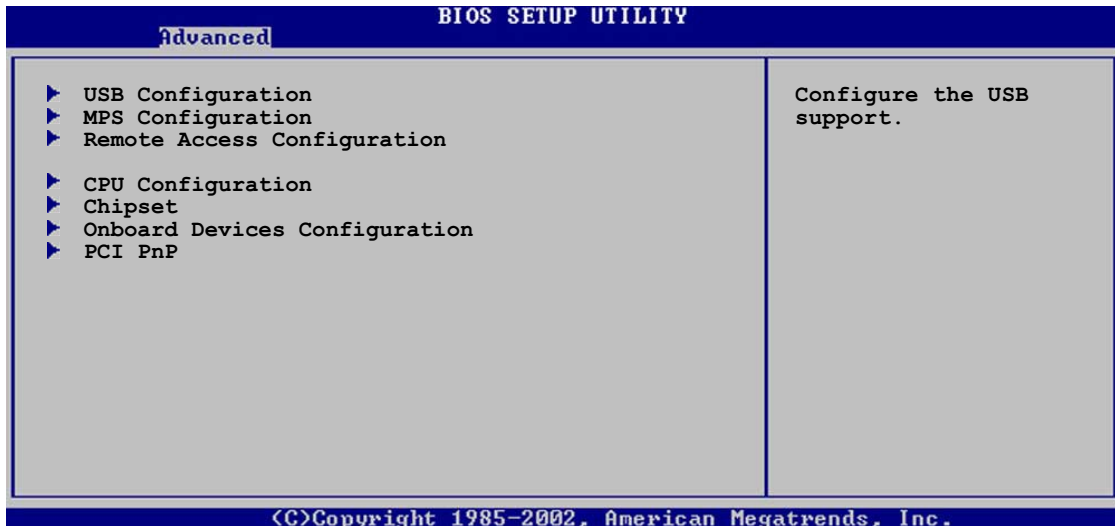 BIOS SETUP UTILITY
Advanced
USB Configuration
MPS Configuration
Remote Access Configuration
CPU Configuration
Chipset
Onboard Devices Configuration
PCI PnP
Configure the USB
support.
(C)Copyright 1985-2002, American Megatrends, Inc.